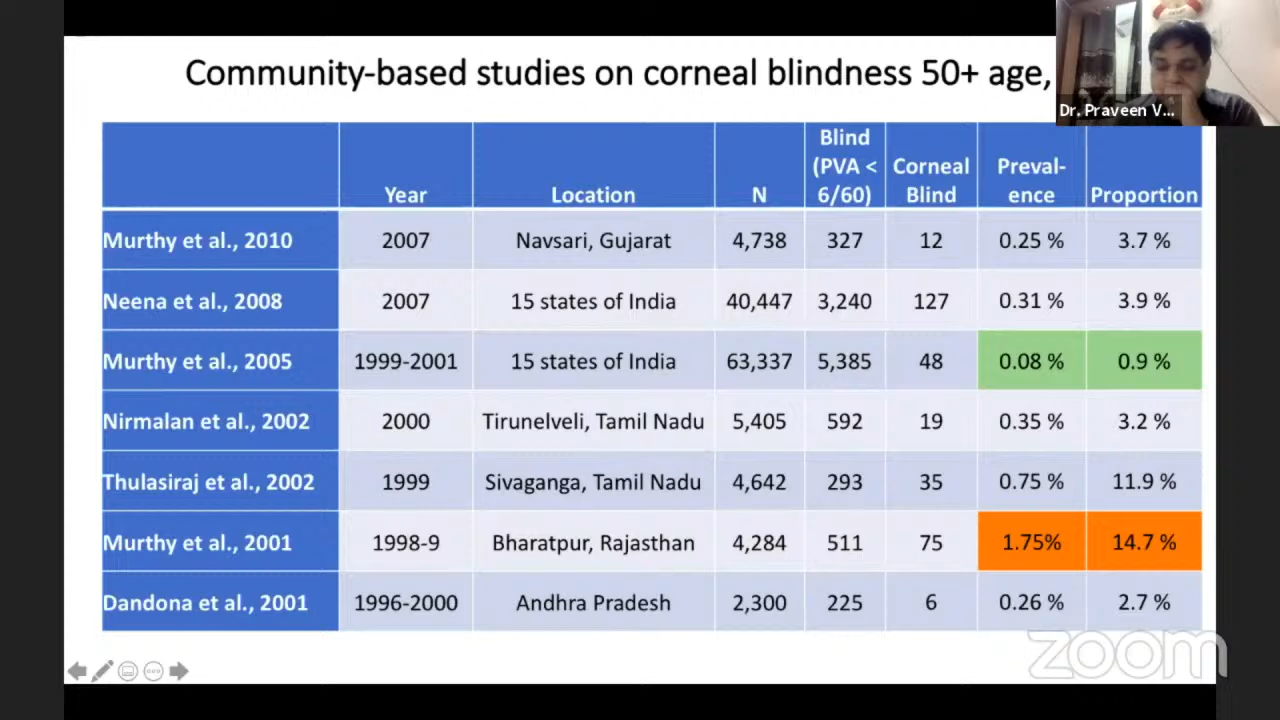 Community-based studies on corneal blindness 50+ age,
Dr. Praveen V...
Year Location N Blind (PVA < 6/60) Corneal Blind Preval-ence Proportion
Murthy et al., 2010 2007 Navsari, Gujarat 4,738 327 12 0.25 % 3.7 %
Neena et al., 2008 2007 15 states of India 40,447 3,240 127 0.31 % 3.9 %
Murthy et al., 2005 1999-2001 15 states of India 63,337 5,385 48 0.08 % 0.9 %
Nirmalan et al., 2002 2000 Tirunelveli, Tamil Nadu 5,405 592 19 0.35 % 3.2 %
Thulasiraj et al., 2002 1999 Sivaganga, Tamil Nadu 4,642 293 35 0.75 % 11.9 %
Murthy et al., 2001 1998-9 Bharatpur, Rajasthan 4,284 511 75 1.75% 14.7 %
Dandona et al., 2001 1996-2000 Andhra Pradesh 2,300 225 6 0.26 % 2.7 %
zoom